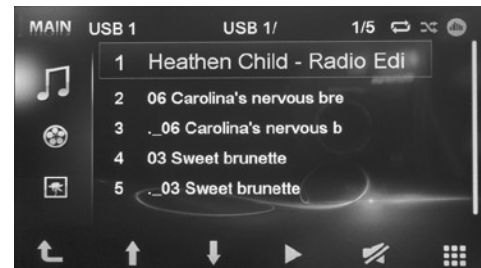 MAIN USB 1 USB 1/ 1/5
1 Heathen Child - Radio Edi
2 06 Carolina's nervous bre
3 ._06 Carolina's nervous b
4 03 Sweet brunette
5 ._03 Sweet brunette